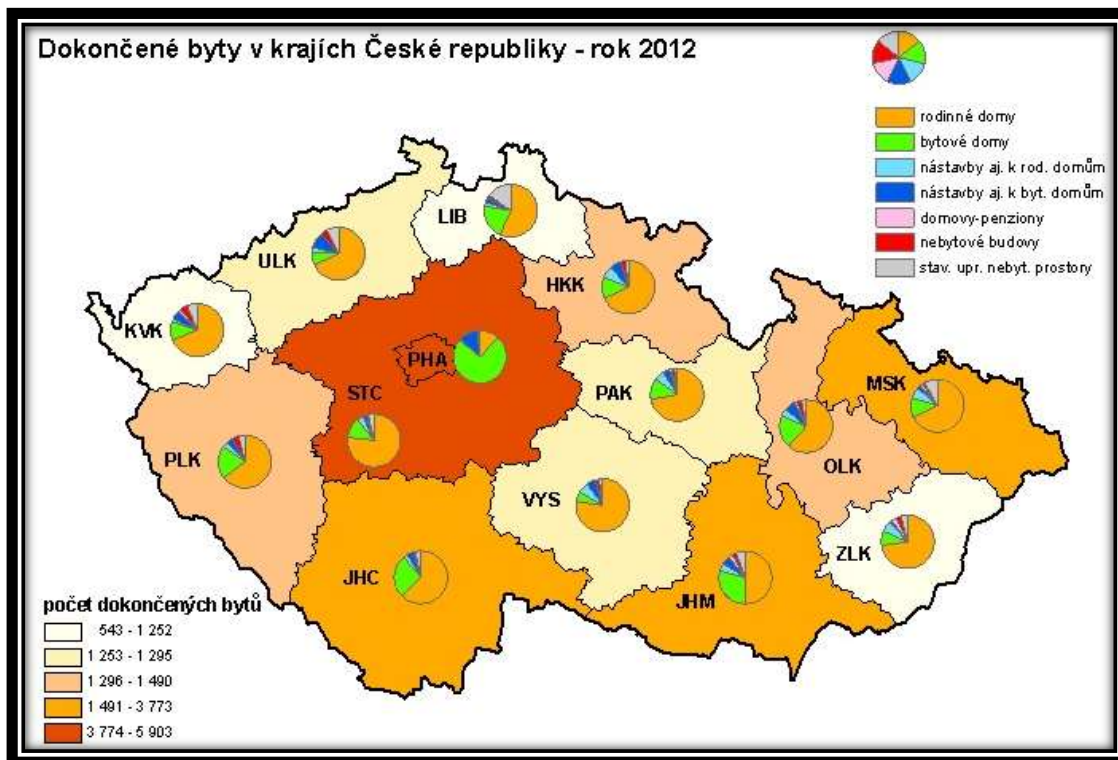 Dokončené byty v krajích České republiky - rok 2012
rodinné domy
bytové domy
nástavby aj. k rod. domům
nástavby aj. k byt. domům
domovy-penziony
nebytové budovy
stav. upr. nebyt. prostory
LIB
ULK
HKK
KVK
PHA
STC
PAK
MSK
PLK
OLK
VYS
ZLK
JHC
JHM
počet dokončených bytů
543 - 1 252
1 253 - 1 295
1 296 - 1 490
1 491 - 3 773
3 774 - 5 903